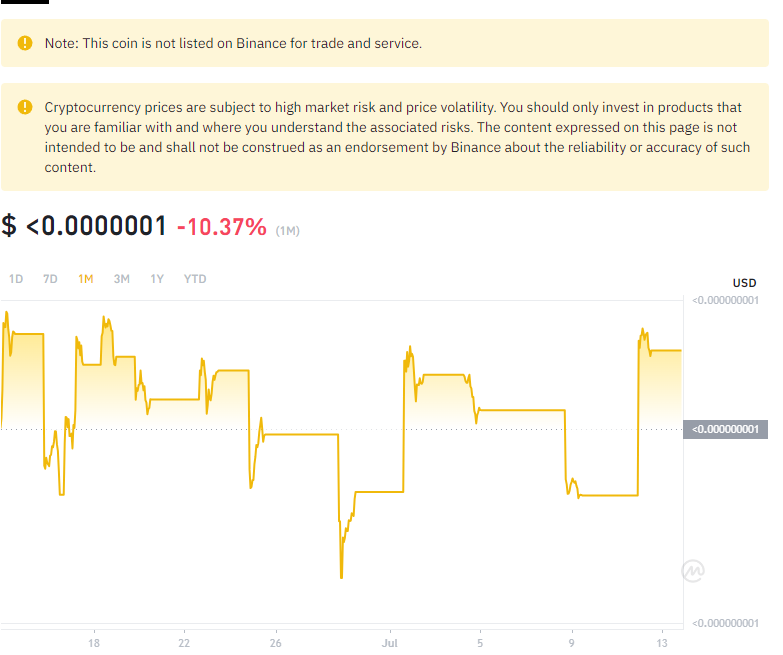 Note: This coin is not listed on Binance for trade and service.
Cryptocurrency prices are subject to high market risk and price volatility. You should only invest in products that
you are familiar with and where you understand the associated risks. The content expressed on this page is not
intended to be and shall not be construed as an endorsement by Binance about the reliability or accuracy of such
content.
$ <0.0000001 -10.37% (1M)
1D 7D 1M 3M 1Y YTD
USD
<0.000000001
<0.000000001
<0.000000001
18 22 26 Jul 5 9 13